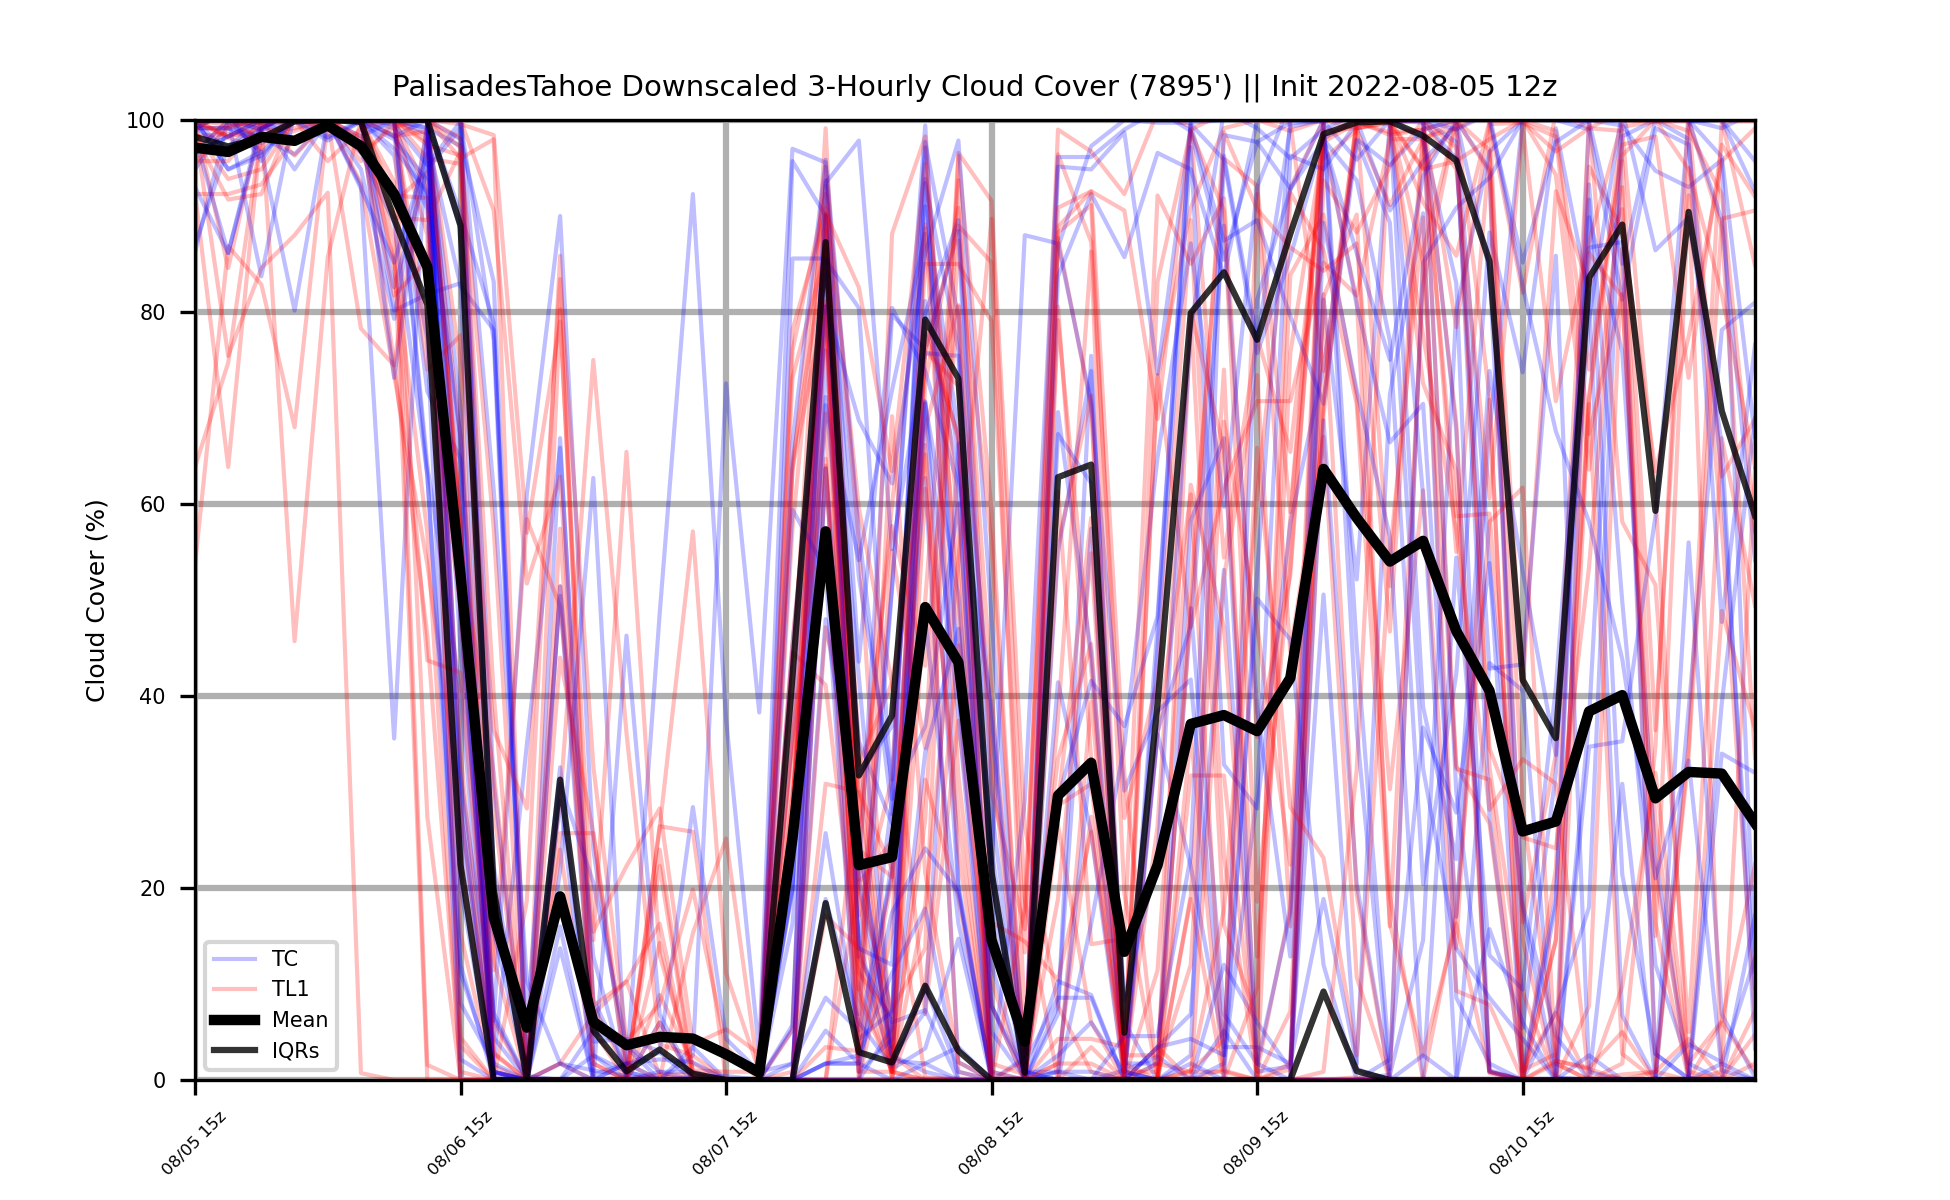 PalisadesTahoe Downscaled 3-Hourly Cloud Cover (7895') || Init 2022-08-05 12z
Cloud Cover (%)
100
80
60
40
20
0
TC
TL1
Mean
IQRs
08/05 15z
08/06 15z
08/07 15z
08/08 15z
08/09 15z
08/10 15z